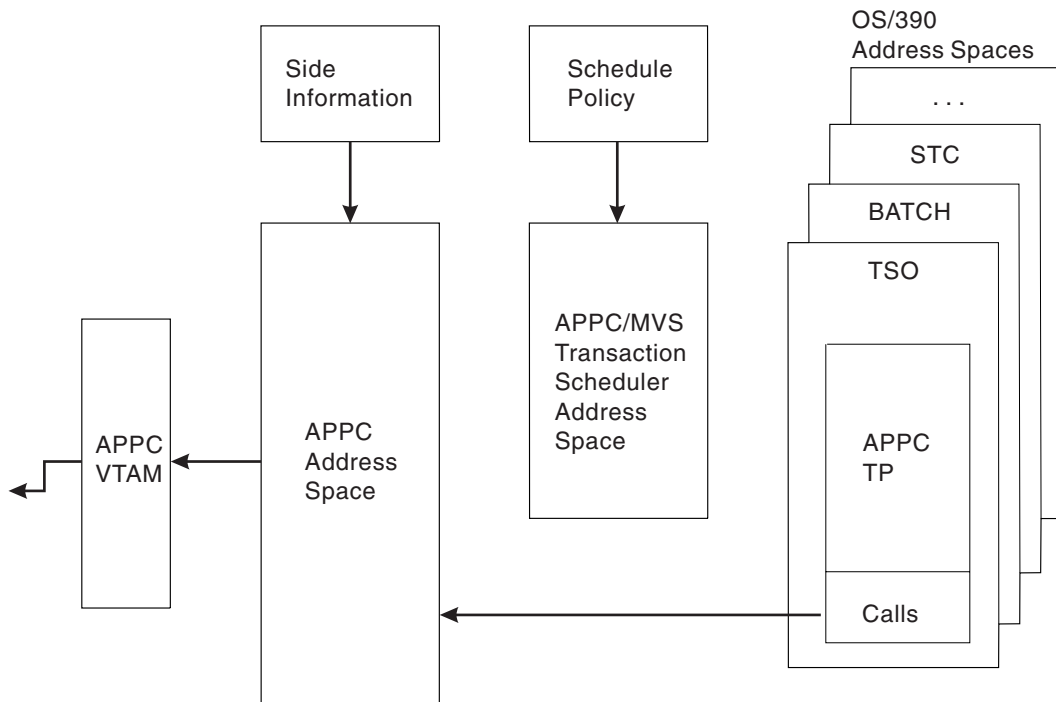 OS/390
Address Spaces
Side
Information
Schedule
Policy
. . .
STC
BATCH
TSO
APPC/MVS
Transaction
Scheduler
Address
Space
APPC
VTAM
APPC
Address
Space
APPC
TP
Calls